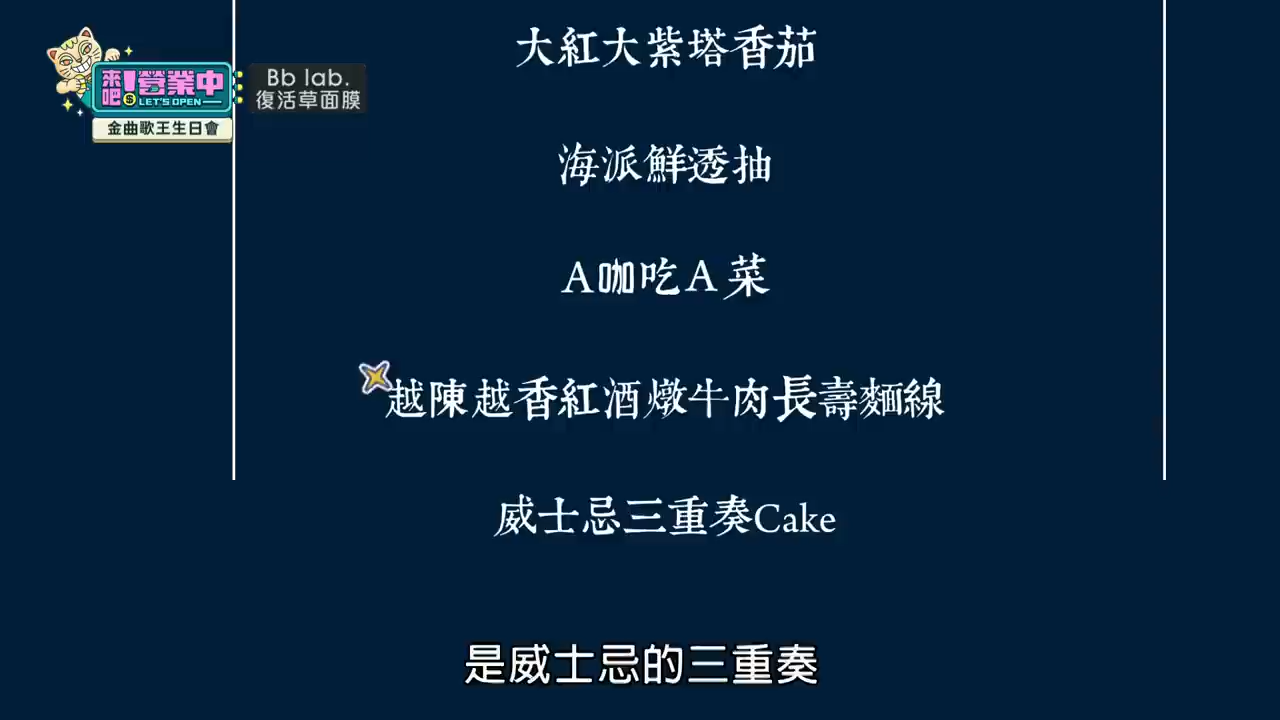 來吧!營業中
LET'S OPEN
金曲歌王生日會
Bb lab.
復活草面膜
大紅大紫塔香茄
海派鮮透抽
A咖吃A菜
越陳越香紅酒燉牛肉長壽麵線
威士忌三重奏Cake
是威士忌的三重奏